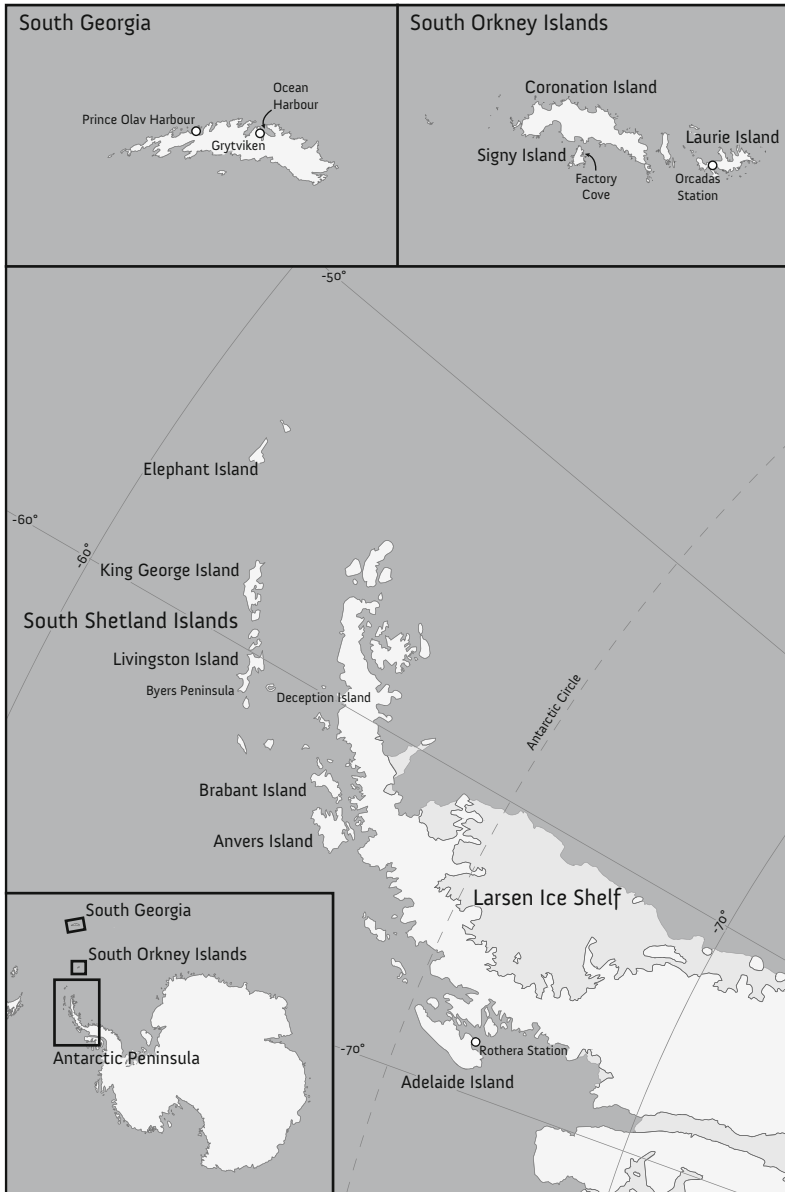 South Georgia
Ocean
Harbour
Prince Olav Harbour
Grytviken
South Orkney Islands
Coronation Island
Laurie Island
Signy Island
Factory
Cove
Orcadas
Station
-50°
Elephant Island
-60°
-60°
King George Island
South Shetland Islands
Livingston Island
Byers Peninsula
Deception Island
Antarctic Circle
Brabant Island
Anvers Island
Larsen Ice Shelf
-70°
South Georgia
South Orkney Islands
Antarctic Peninsula
-70°
Rothera Station
Adelaide Island